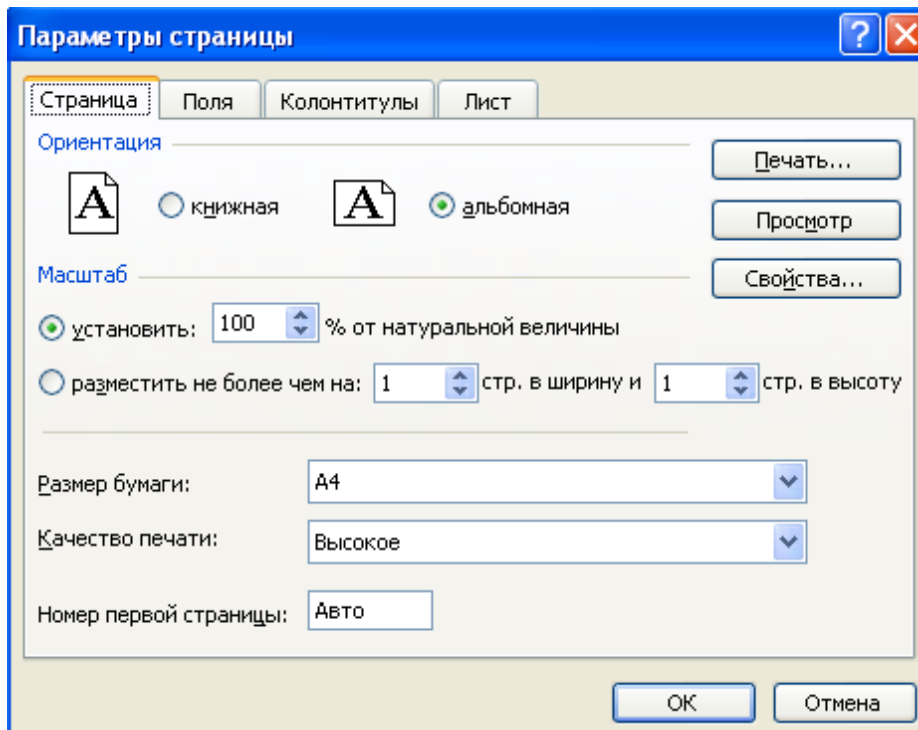 Параметры страницы
Страница Поля Колонтитулы Лист
Ориентация
Печать...
A книжная A альбомная
Просмотр
Масштаб
Свойства...
установить: 100 % от натуральной величины
разместить не более чем на: 1 стр. в ширину и 1 стр. в высоту
Размер бумаги: A4
Качество печати: Высокое
Номер первой страницы: Авто
ОК Отмена